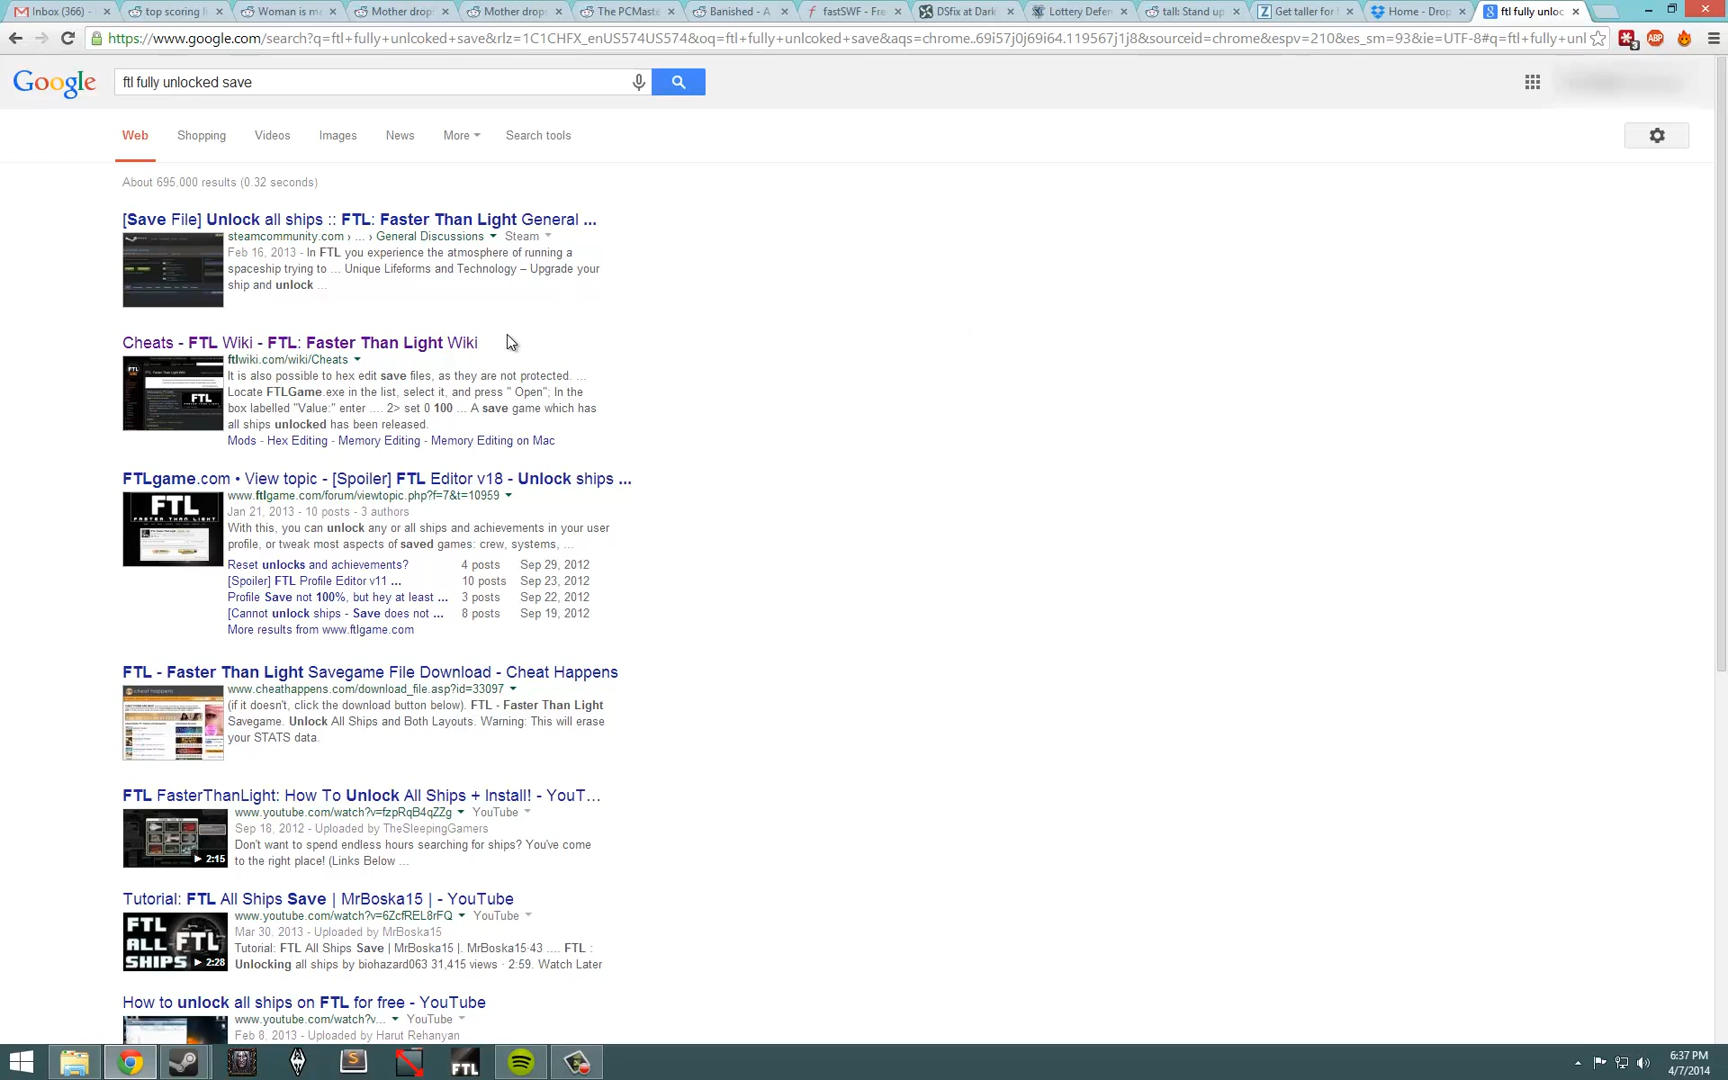 Inbox (366)
top scoring li
Woman is me
Mother drop
Mother drop
The PCMaste
Banished - A
fastSWF - Fre
DSfix at Dark
Lottery Defen
tall: Stand up
Get taller for
Home - Drop
ftl fully unloc
https://www.google.com/search?q=ftl+fully+unlcoked+save&rlz=1C1CHFX_enUS574US574&oq=ftl+fully+unlcoked+save&aqs=chrome..69i57j0j69i64.119567j1j8&sourceid=chrome&espv=210&es_sm=93&ie=UTF-8#q=ftl+fully+unl
Google
ftl fully unlocked save
Web
Shopping
Videos
Images
News
More
Search tools
About 695,000 results (0.32 seconds)
[Save File] Unlock all ships :: FTL: Faster Than Light General ...
steamcommunity.com › ... › General Discussions Steam
Feb 16, 2013 - In FTL you experience the atmosphere of running a
spaceship trying to ... Unique Lifeforms and Technology – Upgrade your
ship and unlock ...
Cheats - FTL Wiki - FTL: Faster Than Light Wiki
ftlwiki.com/wiki/Cheats
It is also possible to hex edit save files, as they are not protected. ...
Locate FTLGame.exe in the list, select it, and press " Open"; In the
box labelled "Value:" enter .... 2> set 0 100 ... A save game which has
all ships unlocked has been released.
Mods - Hex Editing - Memory Editing - Memory Editing on Mac
FTLgame.com • View topic - [Spoiler] FTL Editor v18 - Unlock ships ...
www.ftlgame.com/forum/viewtopic.php?f=7&t=10959
Jan 21, 2013 - 10 posts - 3 authors
With this, you can unlock any or all ships and achievements in your user
profile, or tweak most aspects of saved games: crew, systems, ...
Reset unlocks and achievements? 4 posts Sep 29, 2012
[Spoiler] FTL Profile Editor v11 ... 10 posts Sep 23, 2012
Profile Save not 100%, but hey at least ... 3 posts Sep 22, 2012
[Cannot unlock ships - Save does not ... 8 posts Sep 19, 2012
More results from www.ftlgame.com
FTL - Faster Than Light Savegame File Download - Cheat Happens
www.cheathappens.com/download_file.asp?id=33097
(if it doesn't, click the download button below). FTL - Faster Than Light
Savegame. Unlock All Ships and Both Layouts. Warning: This will erase
your STATS data.
FTL FasterThanLight: How To Unlock All Ships + Install! - YouT...
www.youtube.com/watch?v=fzpRqB4qZZg YouTube
Sep 18, 2012 - Uploaded by TheSleepingGamers
Don't want to spend endless hours searching for ships? You've come
to the right place! (Links Below ...
2:15
Tutorial: FTL All Ships Save | MrBoska15 | - YouTube
www.youtube.com/watch?v=6ZcfREL8rFQ YouTube
Mar 30, 2013 - Uploaded by MrBoska15
Tutorial: FTL All Ships Save | MrBoska15 |. MrBoska15·43 .... FTL :
Unlocking all ships by biohazard063 31,415 views · 2:59. Watch Later
FTL
ALL
SHIPS
FTL
2:28
How to unlock all ships on FTL for free - YouTube
www.youtube.com/watch?v... YouTube
Feb 8, 2013 - Uploaded by Harut Rehanyan
FTL
6:37 PM
4/7/2014